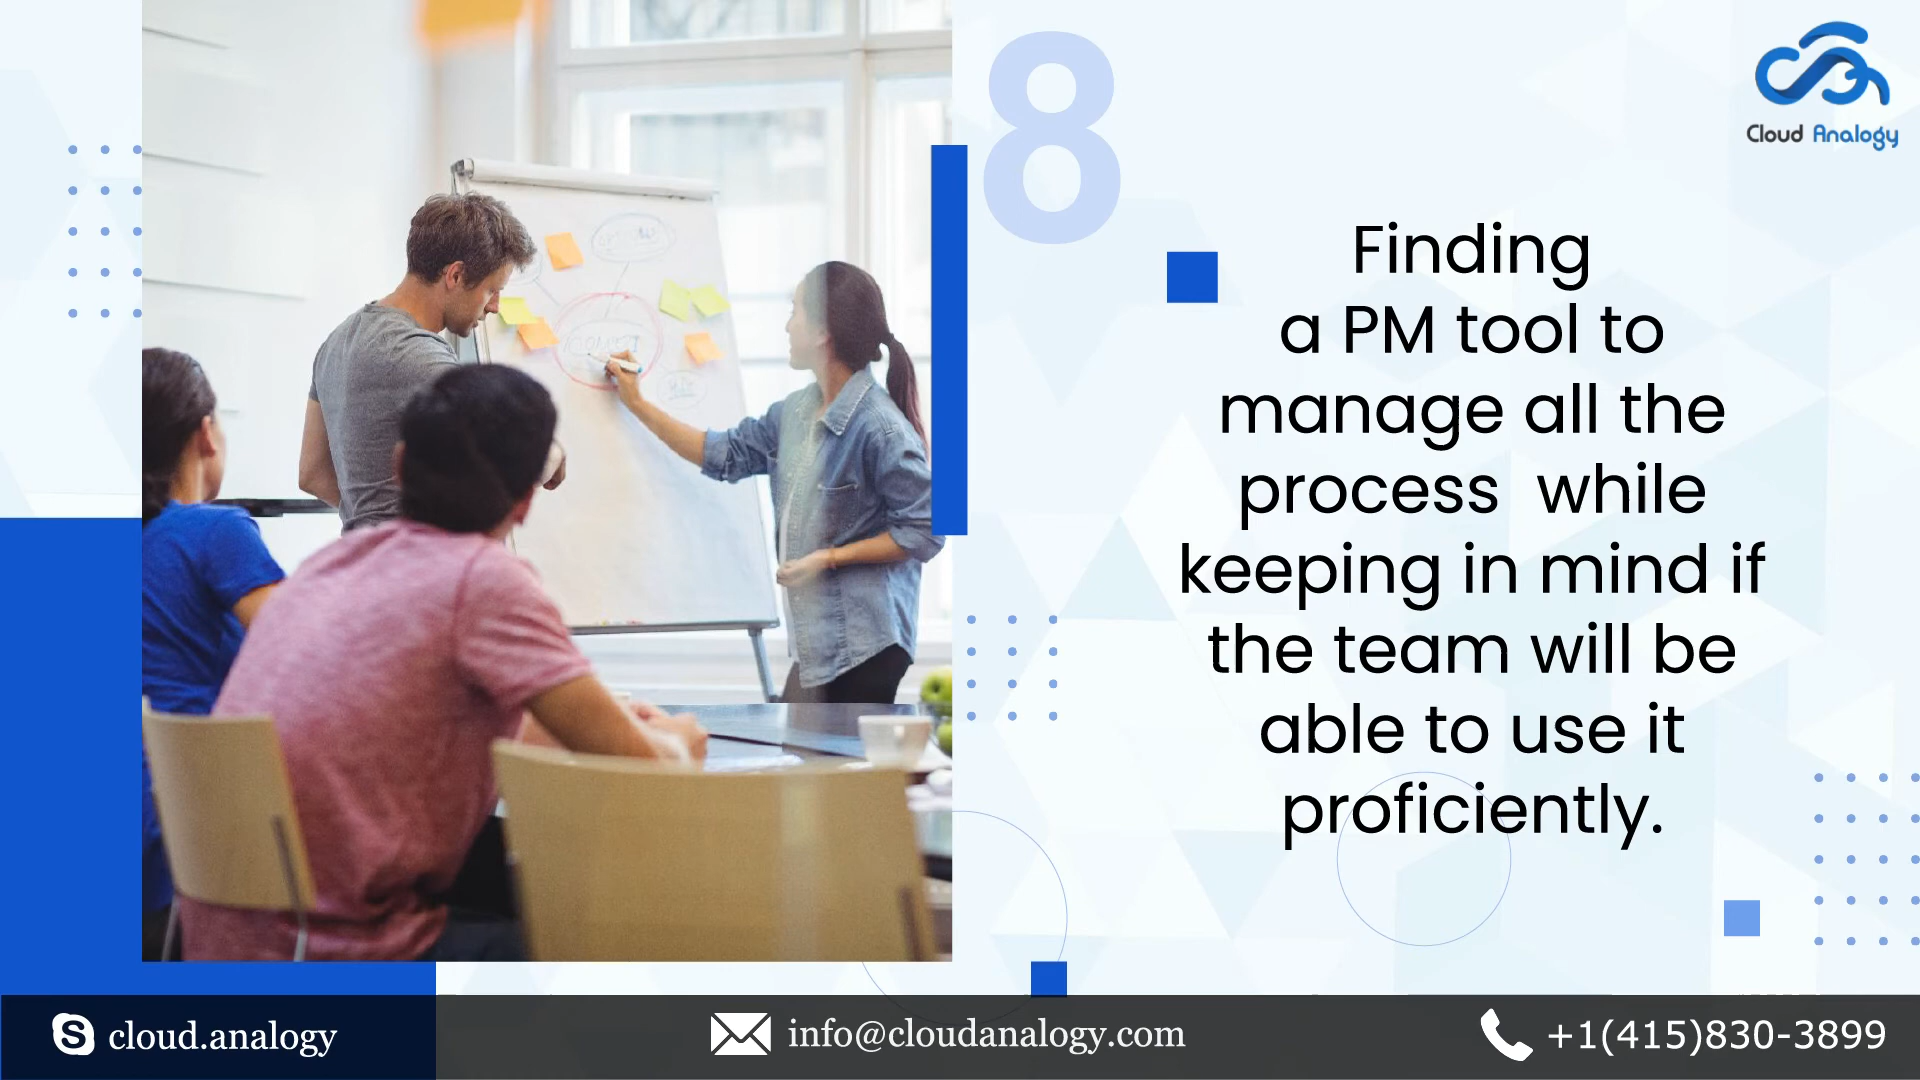 8
Cloud Analogy
Finding
a PM tool to
manage all the
process  while
keeping in mind if
the team will be
able to use it
proficiently.
cloud.analogy
info@cloudanalogy.com
+1(415)830-3899